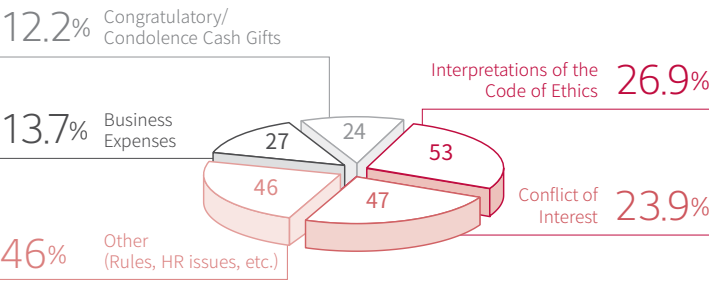 12.2% Congratulatory/
Condolence Cash Gifts
Interpretations of the
Code of Ethics 26.9%
13.7% Business
Expenses
24
27
53
46
47
Conflict of
Interest 23.9%
46% Other
(Rules, HR issues, etc.)